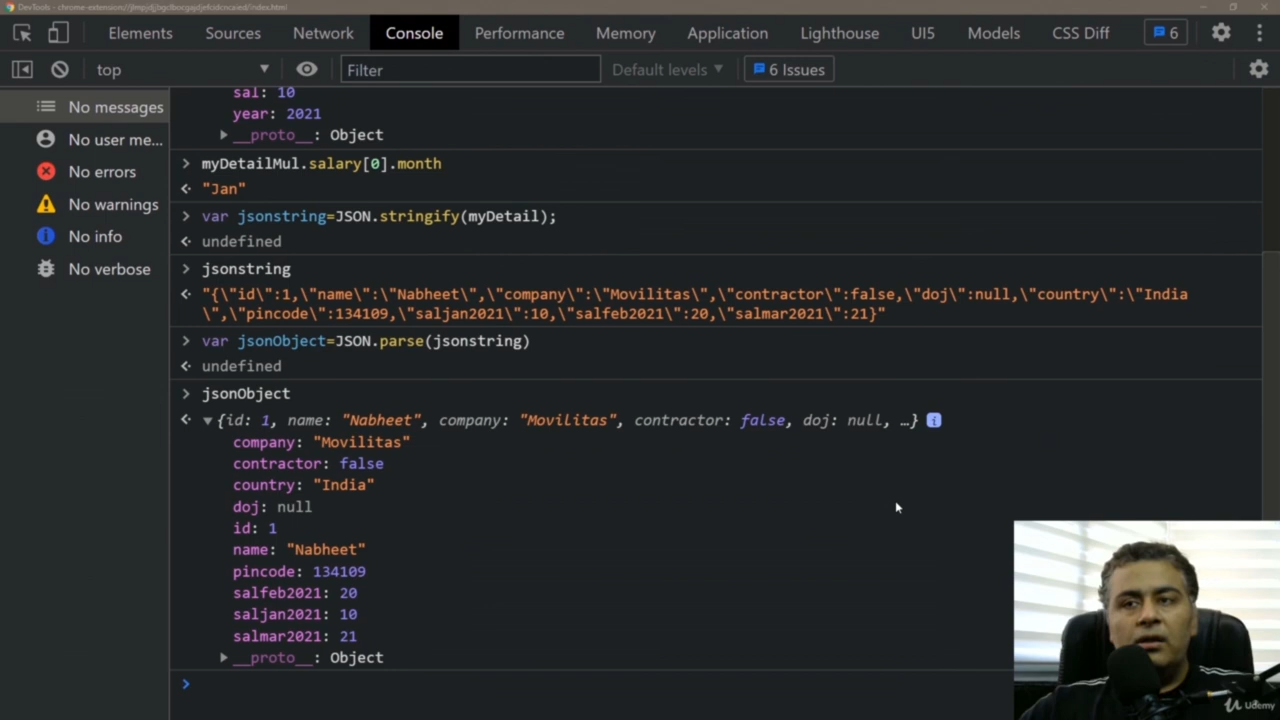 DevTools - chrome-extension://
Elements Sources Network Console Performance Memory Application Lighthouse UI5 Models CSS Diff 6
top Filter Default levels 6 Issues
No messages
No user me...
No errors
No warnings
No info
No verbose
sal: 10
year: 2021
__proto__: Object
myDetailMul.salary[0].month
"Jan"
var jsonstring=JSON.stringify(myDetail);
undefined
jsonstring
"{\"id\":1,\"name\":\"Nabheet\",\"company\":\"Movilitas\",\"contractor\":false,\"doj\":null,\"country\":\"India
\",\"pincode\":134109,\"saljan2021\":10,\"salfeb2021\":20,\"salmar2021\":21}"
var jsonObject=JSON.parse(jsonstring)
undefined
jsonObject
{id: 1, name: "Nabheet", company: "Movilitas", contractor: false, doj: null, …}
company: "Movilitas"
contractor: false
country: "India"
doj: null
id: 1
name: "Nabheet"
pincode: 134109
salfeb2021: 20
saljan2021: 10
salmar2021: 21
__proto__: Object
Udemy